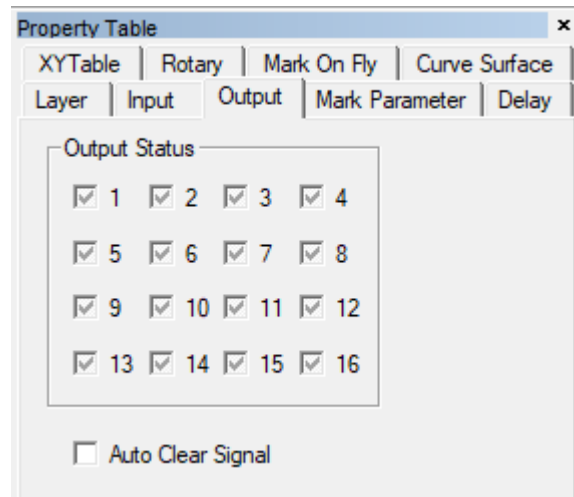 Property Table
XYTable Rotary Mark On Fly Curve Surface
Layer Input Output Mark Parameter Delay
Output Status
1 2 3 4
5 6 7 8
9 10 11 12
13 14 15 16
Auto Clear Signal